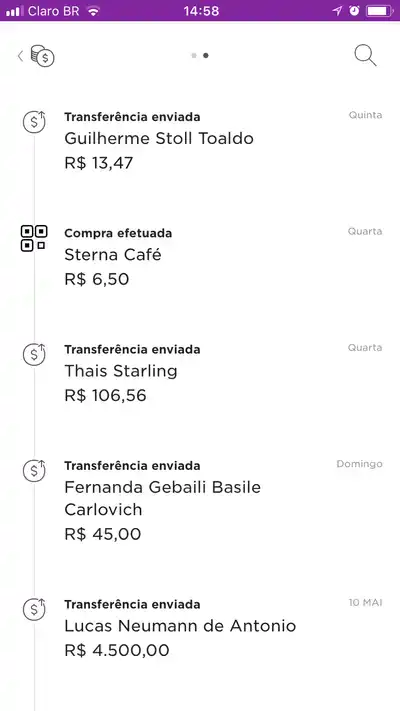 Claro BR 14:58
Transferência enviada Quinta
Guilherme Stoll Toaldo
R$ 13,47
Compra efetuada Quarta
Sterna Café
R$ 6,50
Transferência enviada Quarta
Thais Starling
R$ 106,56
Transferência enviada Domingo
Fernanda Gebaili Basile
Carlovich
R$ 45,00
Transferência enviada 10 MAI
Lucas Neumann de Antonio
R$ 4.500,00